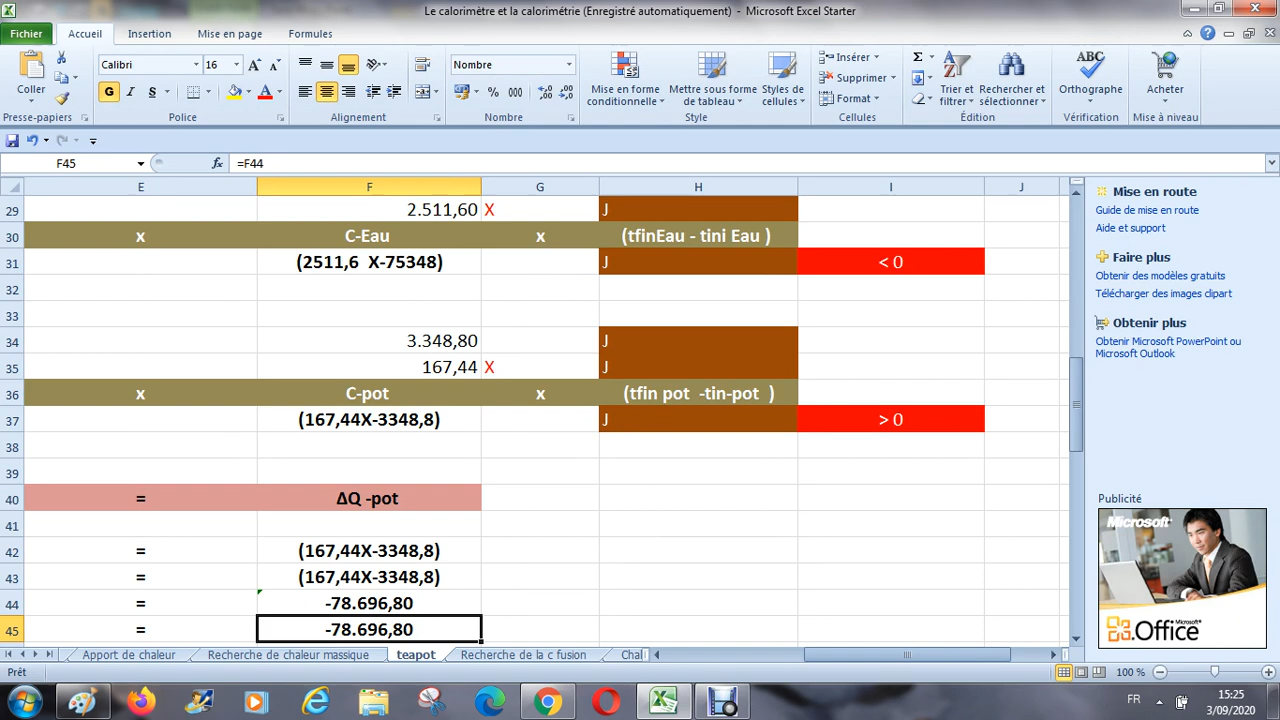 Le calorimètre et la calorimétrie (Enregistré automatiquement) - Microsoft Excel Starter
Fichier Accueil Insertion Mise en page Formules
Calibri 16 Nombre Insérer ABC
Coller G I S % 000 Mise en forme conditionnelle Mettre sous forme de tableau Styles de cellules Supprimer Format Σ Trier et filtrer Rechercher et sélectionner Orthographe Acheter
Presse-papiers Police Alignement Nombre Style Cellules Édition Vérification Mise à niveau
F45 fx =F44
E F G H I J
29 2.511,60 X J
30 x C-Eau x (tfinEau - tini Eau )
31 (2511,6 X-75348) J < 0
32
33
34 3.348,80 J
35 167,44 X J
36 x C-pot x (tfin pot -tin-pot )
37 (167,44X-3348,8) J > 0
38
39
40 = ΔQ -pot
41
42 = (167,44X-3348,8)
43 = (167,44X-3348,8)
44 = -78.696,80
45 = -78.696,80
Mise en route
Guide de mise en route
Aide et support
Faire plus
Obtenir des modèles gratuits
Télécharger des images clipart
Obtenir plus
Obtenir Microsoft PowerPoint ou
Microsoft Outlook
Publicité
Microsoft
Microsoft
Office
Apport de chaleur Recherche de chaleur massique teapot Recherche de la c fusion Chal
Prêt 100 %
FR 15:25
3/09/2020